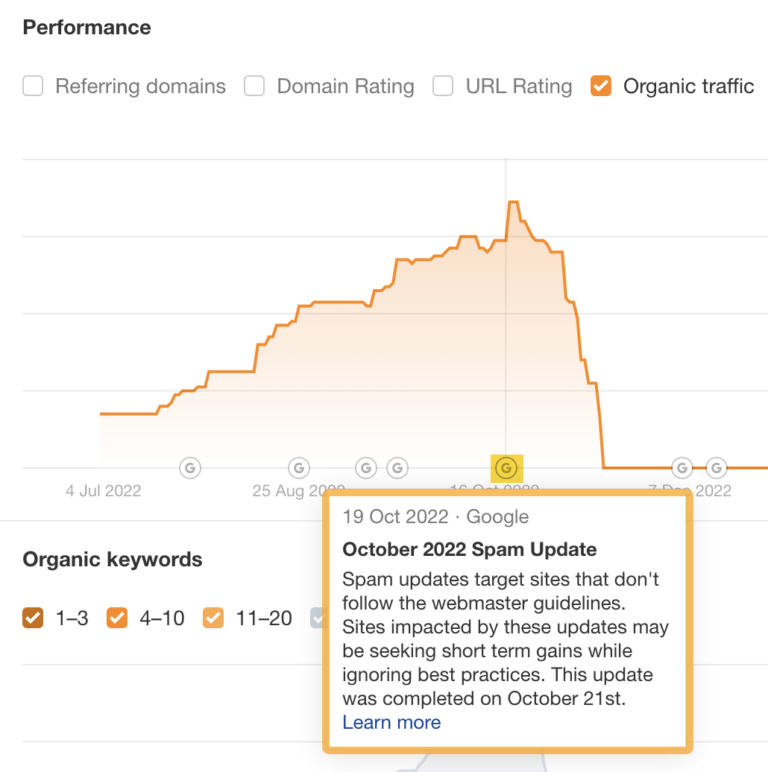 Performance
Referring domains Domain Rating URL Rating Organic traffic
G G G G G G G
4 Jul 2022 25 Aug 2022 16 Oct 2022 7 Dec 2022
19 Oct 2022 · Google
October 2022 Spam Update
Organic keywords
Spam updates target sites that don't
follow the webmaster guidelines.
1–3 4–10 11–20
Sites impacted by these updates may
be seeking short term gains while
ignoring best practices. This update
was completed on October 21st.
Learn more